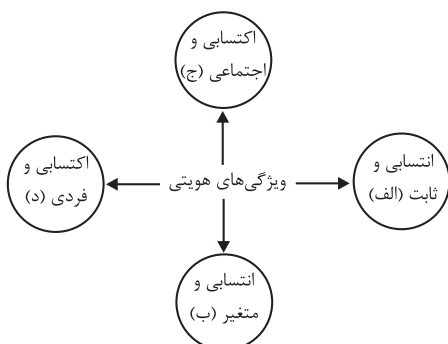 اکتسابی و
اجتماعی (ج)
انتسابی و
ثابت (الف)
ویژگی‌های هویتی
اکتسابی و
فردی (د)
انتسابی و
متغیر (ب)